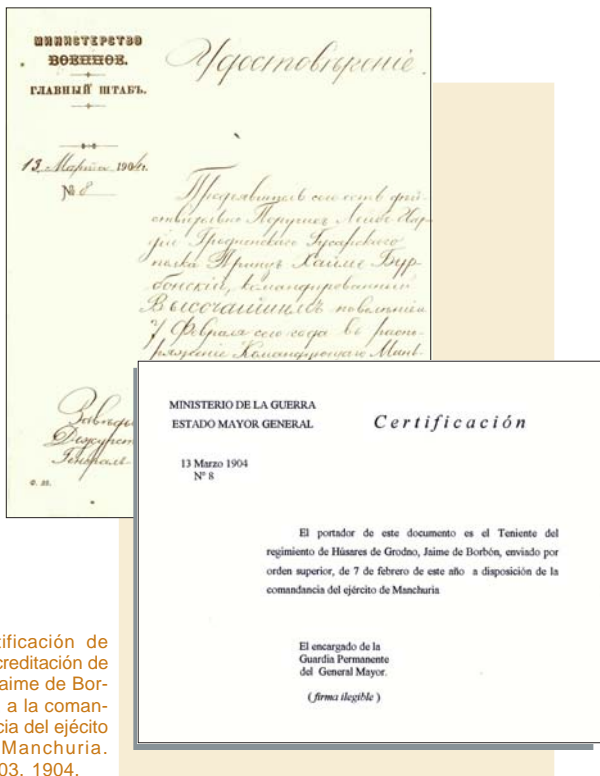 МИНИСТЕРСТВО
ВОЕННОЕ.
ГЛАВНЫЙ ШТАБЪ.
13 Марта 1904 г.
№ 8
Удостовѣреніе.
Предъявитель сего есть дѣй-
ствительно Поручикъ Лейбъ-Гвар-
діи Гродненскаго Гусарскаго
полка Принцъ Хайме Бур-
бонскій, командированный
Высочайшимъ повелѣніемъ
7 Февраля сего года въ распо-
ряженіе Командующаго Мань-
Завѣды
Дежурст
Генералъ-
MINISTERIO DE LA GUERRA
ESTADO MAYOR GENERAL
Certificación
13 Marzo 1904
Nº 8
El portador de este documento es el Teniente del
regimiento de Húsares de Grodno, Jaime de Borbón, enviado por
orden superior, de 7 de febrero de este año a disposición de la
comandancia del ejército de Manchuria
El encargado de la
Guardia Permanente
del General Mayor.
( firma ilegible )
tificación de
creditación de
aime de Bor-
a la coman-
cia del ejécito
Manchuria.
03. 1904.